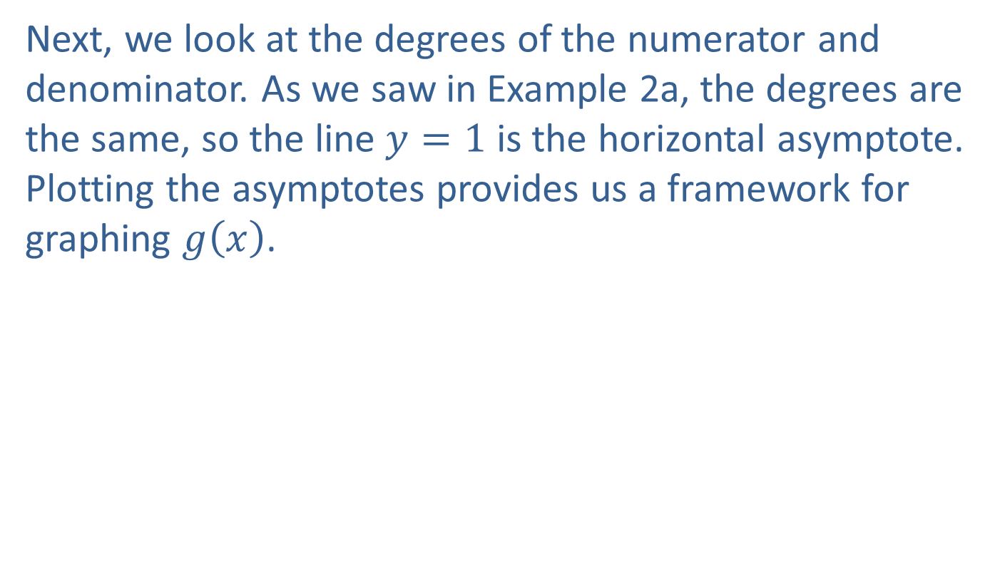 Next, we look at the degrees of the numerator and
denominator. As we saw in Example 2a, the degrees are
the same, so the line 𝑦 = 1 is the horizontal asymptote.
Plotting the asymptotes provides us a framework for
graphing 𝑔(𝑥).